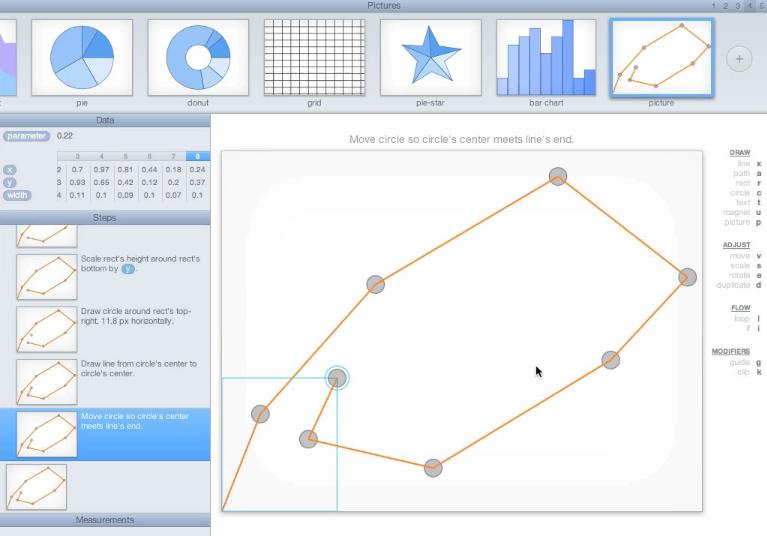 Pictures
1 2 3 4 5
pie
donut
grid
pie-star
bar chart
picture
+
Data
parameter 0.22
3 4 5 6 7 8
x 2 0.7 0.97 0.81 0.44 0.18 0.24
y 3 0.93 0.65 0.42 0.12 0.2 0.37
width 4 0.11 0.1 0.09 0.1 0.07 0.1
Steps
Scale rect's height around rect's
bottom by y.
Draw circle around rect's top-
right, 11.8 px horizontally.
Draw line from circle's center to
circle's center.
Move circle so circle's center
meets line's end.
Measurements
Move circle so circle's center meets line's end.
DRAW
line x
path a
rect r
circle c
text t
magnet u
picture p
ADJUST
move v
scale s
rotate e
duplicate d
FLOW
loop l
if i
MODIFIERS
guide g
clip k